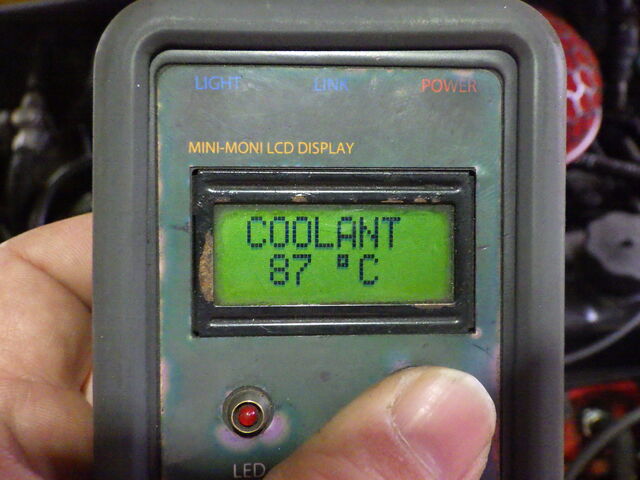 LIGHT LINK POWER
MINI-MONI LCD DISPLAY
COOLANT
87 °C
LED